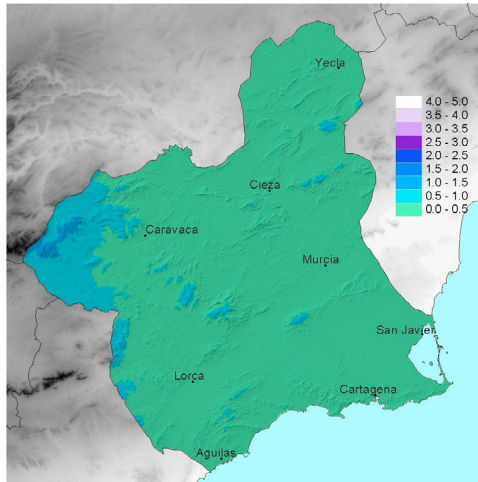 Yecla
4.0 - 5.0
3.5 - 4.0
3.0 - 3.5
2.5 - 3.0
2.0 - 2.5
1.5 - 2.0
1.0 - 1.5
0.5 - 1.0
0.0 - 0.5
Cieza
Caravaca
Murcia
San Javier
Lorca
Cartagena
Aguilas